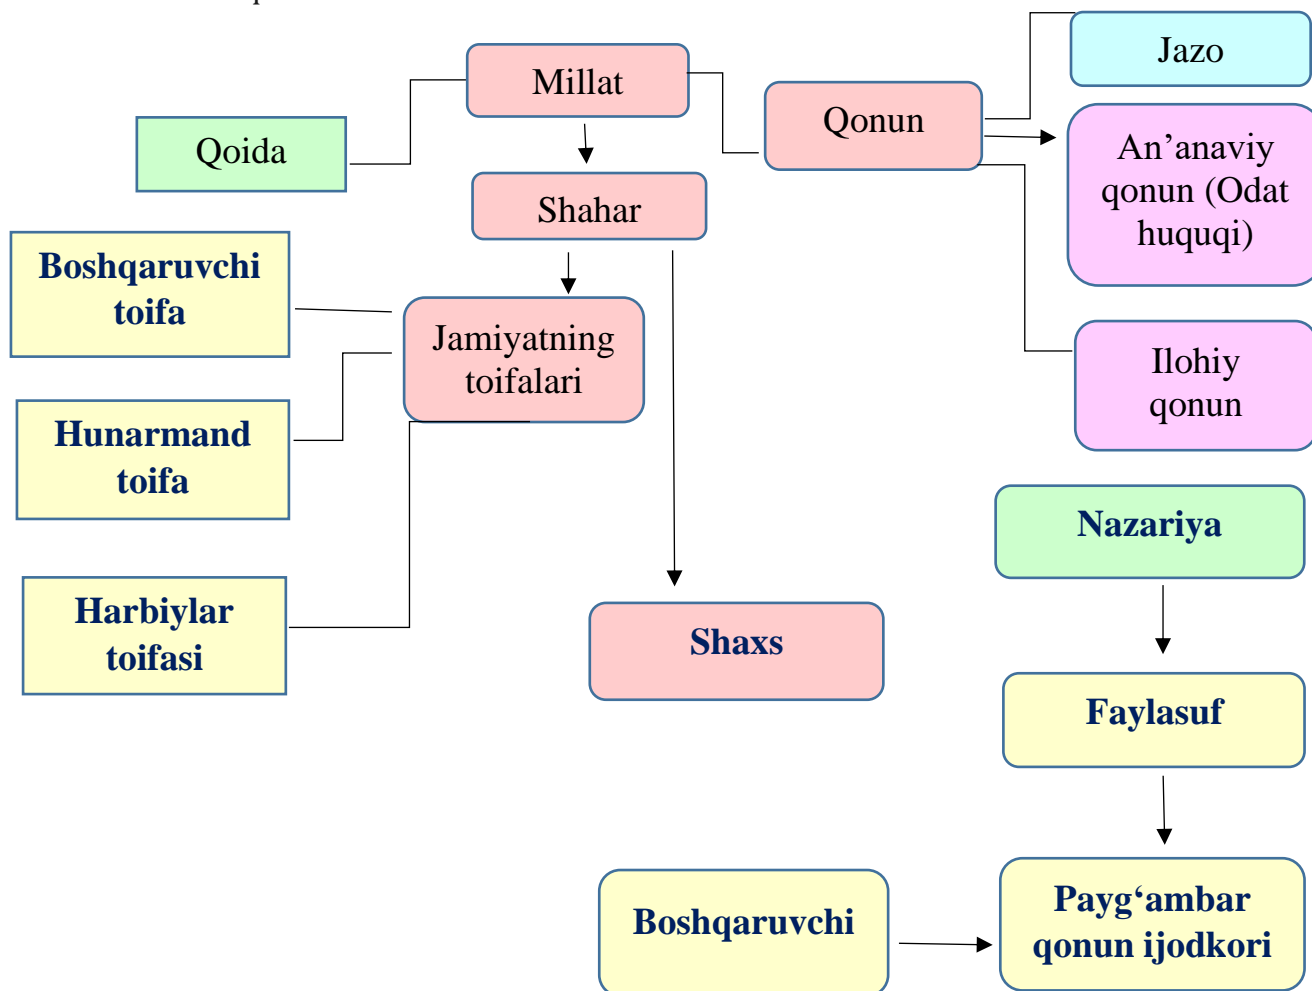 Jazo
Millat
Qonun
Qoida
An’anaviy
qonun (Odat
huquqi)
Shahar
Boshqaruvchi
toifa
Jamiyatning
toifalari
Ilohiy
qonun
Hunarmand
toifa
Nazariya
Harbiylar
toifasi
Shaxs
Faylasuf
Boshqaruvchi
Payg‘ambar
qonun ijodkori